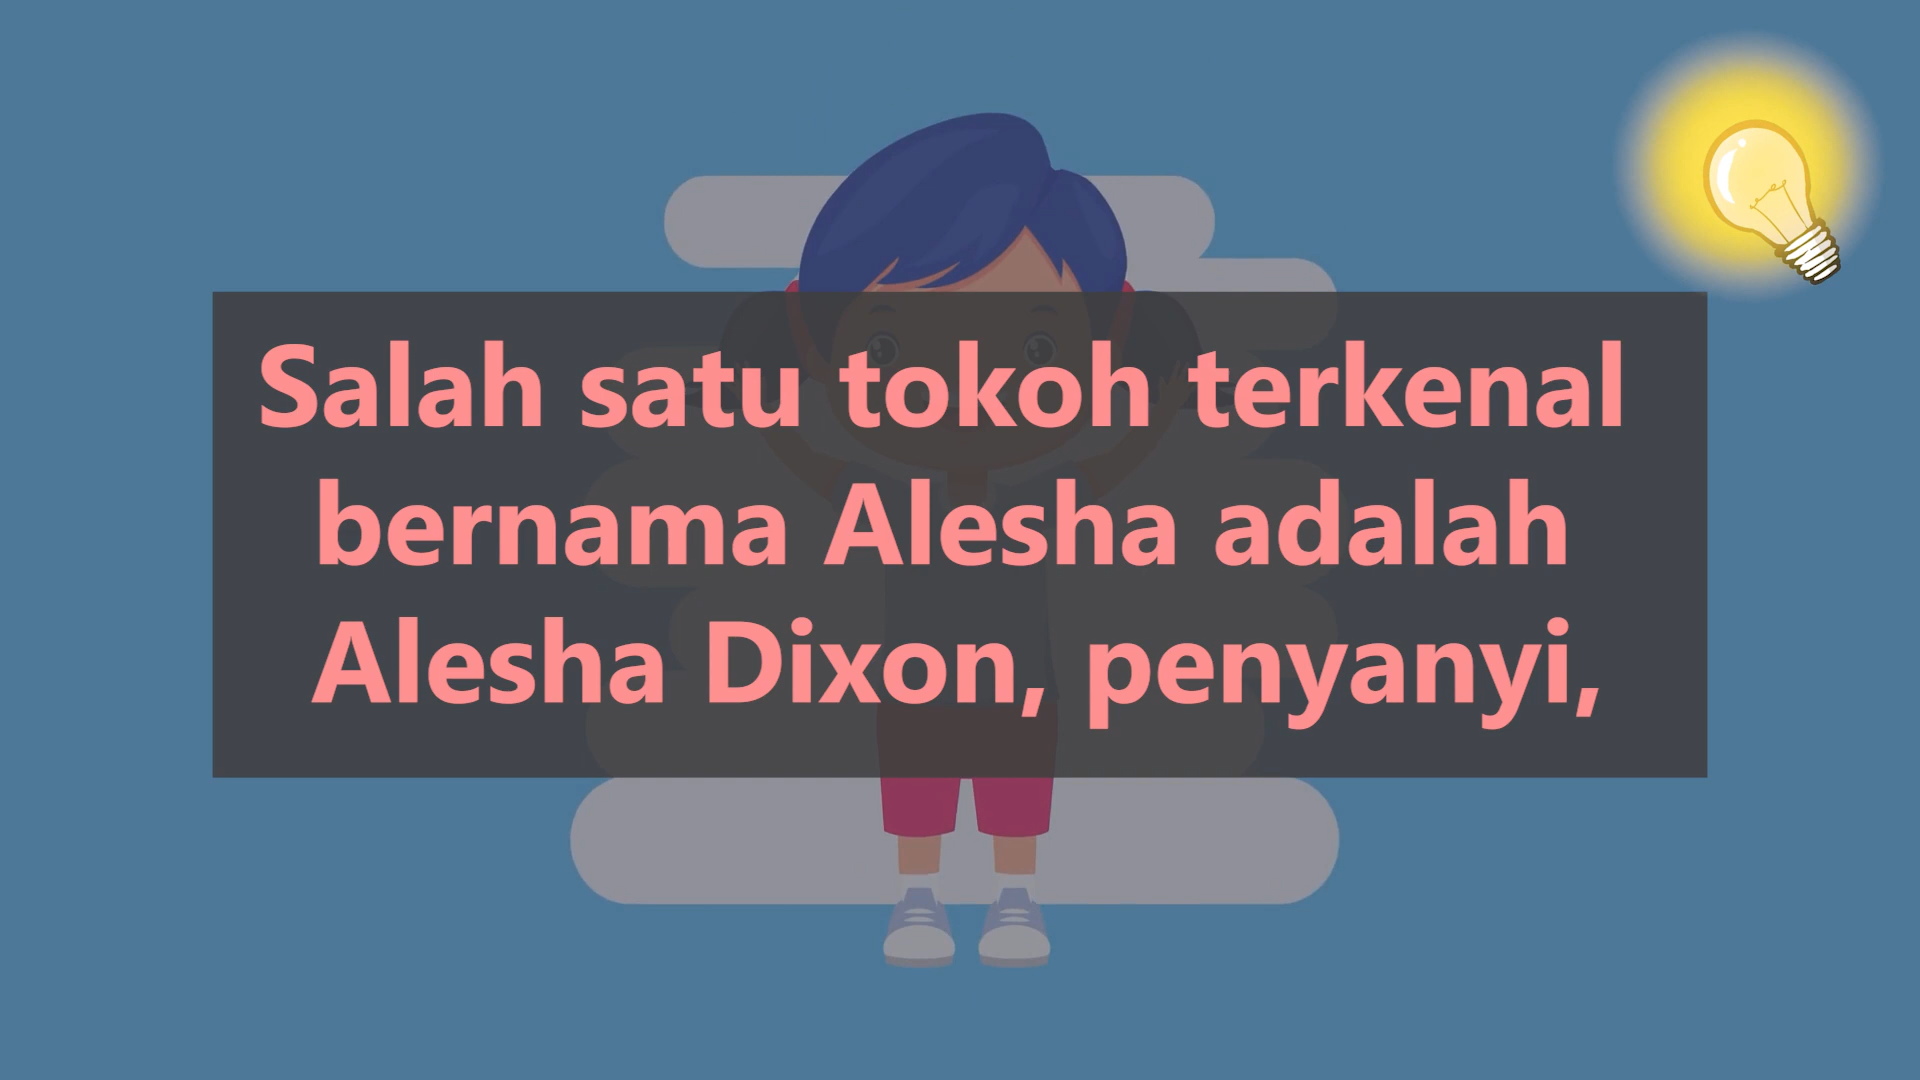 Salah satu tokoh terkenal
bernama Alesha adalah
Alesha Dixon, penyanyi,